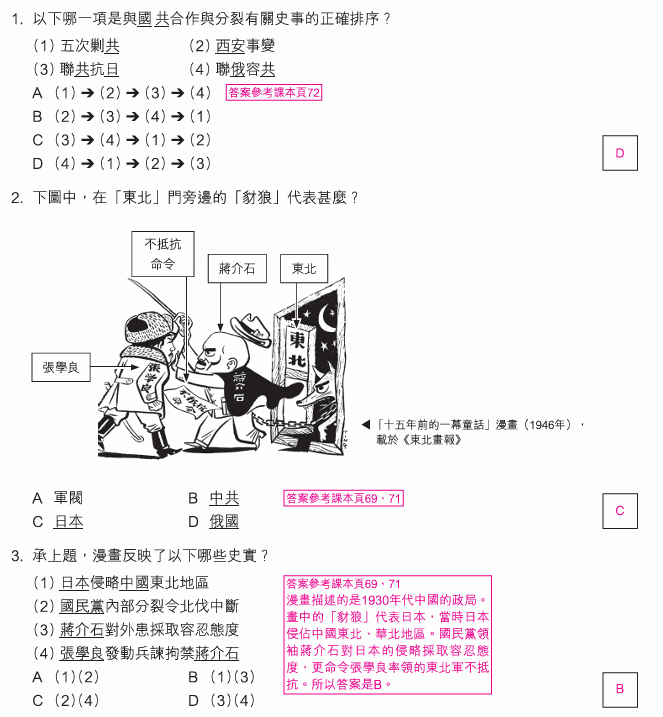 1. 以下哪一項是與國共合作與分裂有關史事的正確排序？
(1) 五次剿共 (2) 西安事變
(3) 聯共抗日 (4) 聯俄容共
A (1) ➔ (2) ➔ (3) ➔ (4) 答案參考課本頁72
B (2) ➔ (3) ➔ (4) ➔ (1)
C (3) ➔ (4) ➔ (1) ➔ (2)
D (4) ➔ (1) ➔ (2) ➔ (3)
D
2. 下圖中，在「東北」門旁邊的「豺狼」代表甚麼？
不抵抗
命令
蔣介石
東北
張學良
東北
張學良
蔣介石
不抵抗
命令
◀「十五年前的一幕童話」漫畫（1946年），
載於《東北畫報》
A 軍閥 B 中共 答案參考課本頁69、71
C 日本 D 俄國
C
3. 承上題，漫畫反映了以下哪些史實？
(1) 日本侵略中國東北地區
(2) 國民黨內部分裂令北伐中斷
(3) 蔣介石對外患採取容忍態度
(4) 張學良發動兵諫拘禁蔣介石
A (1)(2) B (1)(3)
C (2)(4) D (3)(4)
答案參考課本頁69、71
漫畫描述的是1930年代中國的政局。
畫中的「豺狼」代表日本，當時日本
侵佔中國東北、華北地區。國民黨領
袖蔣介石對日本的侵略採取容忍態
度，更命令張學良率領的東北軍不抵
抗。所以答案是B。
B